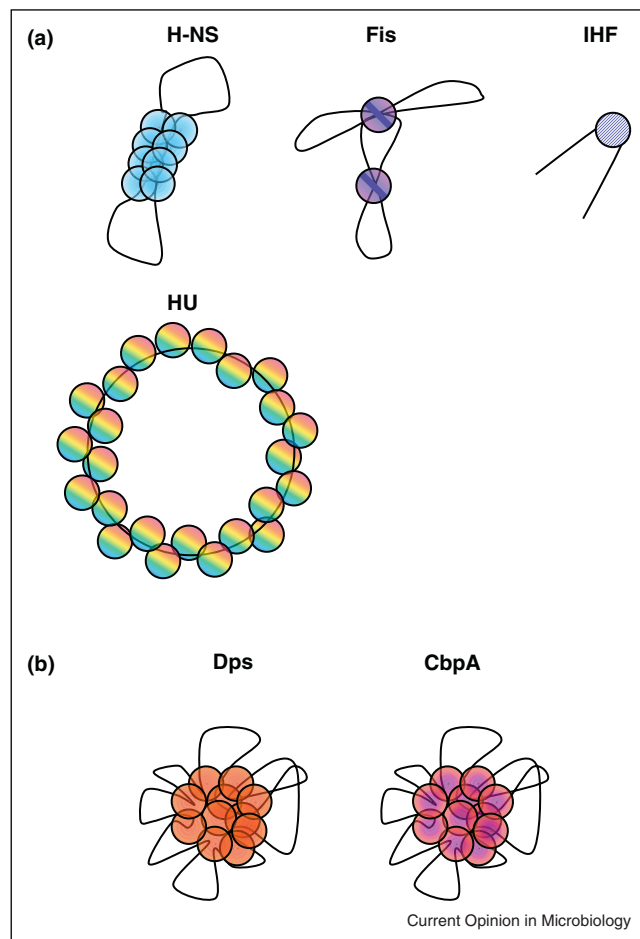 (a)
H-NS
Fis
IHF
HU
(b)
Dps
CbpA
Current Opinion in Microbiology